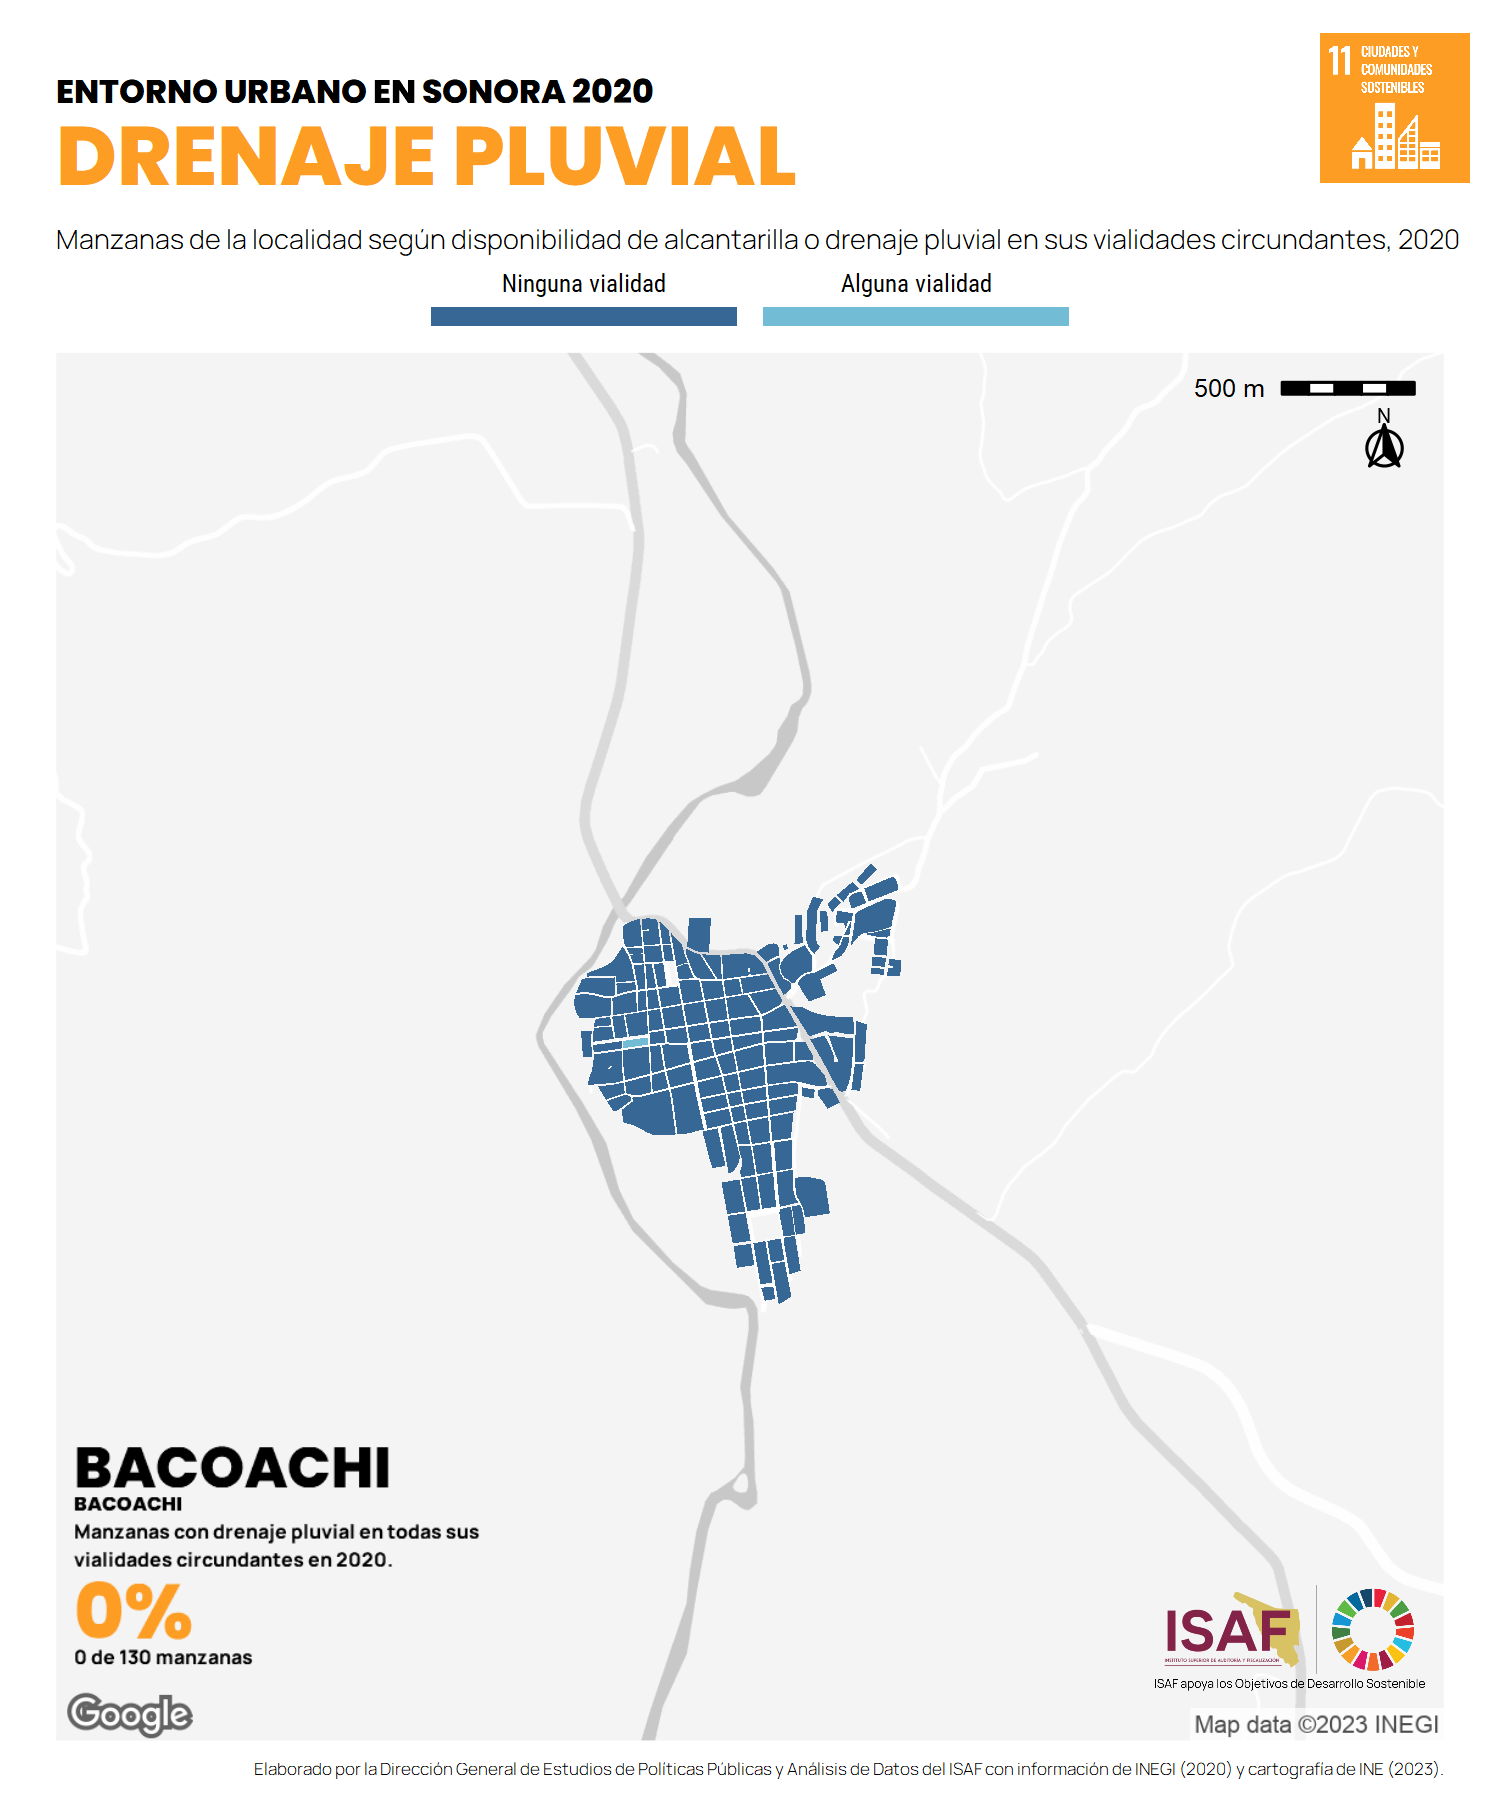 ENTORNO URBANO EN SONORA 2020
DRENAJE PLUVIAL
11 CIUDADES Y
COMUNIDADES
SOSTENIBLES
Manzanas de la localidad según disponibilidad de alcantarilla o drenaje pluvial en sus vialidades circundantes, 2020
Ninguna vialidad
Alguna vialidad
500 m
N
BACOACHI
BACOACHI
Manzanas con drenaje pluvial en todas sus
vialidades circundantes en 2020.
0%
0 de 130 manzanas
Google
ISAF
INSTITUTO SUPERIOR DE AUDITORÍA Y FISCALIZACIÓN
ISAF apoya los Objetivos de Desarrollo Sostenible
Map data ©2023 INEGI
Elaborado por la Dirección General de Estudios de Políticas Públicas y Análisis de Datos del ISAF con información de INEGI (2020) y cartografía de INE (2023).